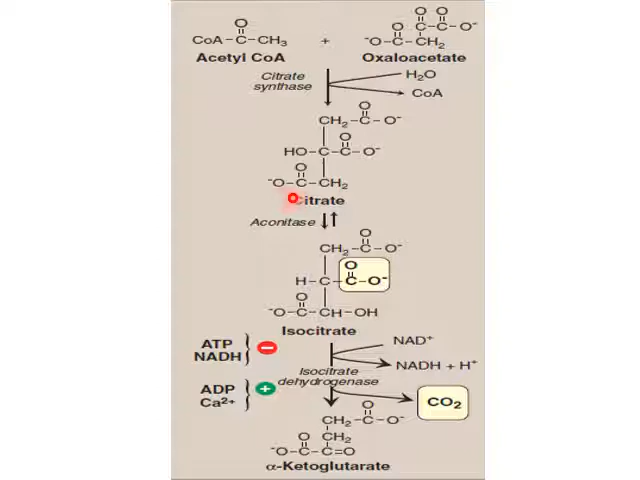 O
CoA–C–CH3 + -O–C–CH2
O O
C–C–O-
Acetyl CoA Oxaloacetate
Citrate synthase
H2O
CoA
O
CH2–C–O-
O
HO–C–C–O-
O
-O–C–CH2
Citrate
Aconitase
O
CH2–C–O-
O
H–C–C–O-
O
-O–C–CH–OH
Isocitrate
ATP
NADH
NAD+
NADH + H+
Isocitrate
dehydrogenase
ADP
Ca2+
CO2
O
CH2–C–O-
O CH2
-O–C–C=O
α-Ketoglutarate